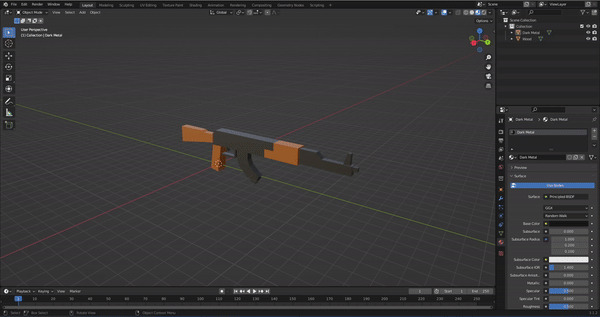 File Edit Render Window Help Layout Modeling Sculpting UV Editing Texture Paint Shading Animation Rendering Compositing Geometry Nodes Scripting
Scene ViewLayer
Object Mode View Select Add Object Global
Options
User Perspective
(1) Collection | Dark Metal
Scene Collection
Collection
Dark Metal
Metal
Dark Metal Dark Metal
Dark Metal
Dark Metal
Preview
Surface
Use Nodes
Surface Principled BSDF
GGX
Random Walk
Base Color
Subsurface 0.000
Subsurface Radius 1.000
0.200
0.100
Subsurface Color
Subsurface IOR 1.400
Subsurface Anisot..
Metallic 0.000
Specular 0.500
Specular Tint 0.000
Roughness
Playback Keying View Marker
1 Start 1 End 250
1
Select Box Select Rotate View Object Context Menu